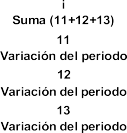 i
Suma (11+12+13)
11
Variación del periodo
12
Variación del periodo
13
Variación del periodo